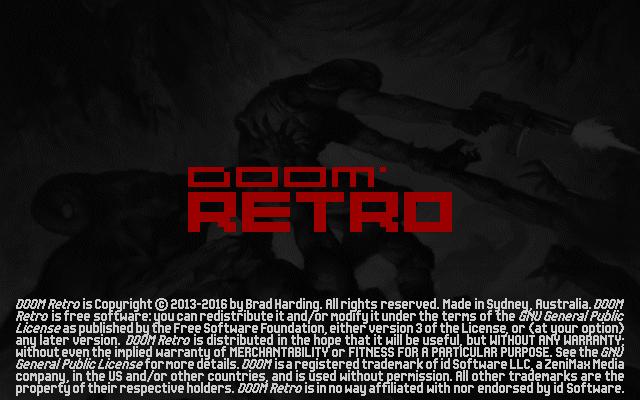 DOOM
RETRO
DOOM Retro is Copyright © 2013-2016 by Brad Harding. All rights reserved. Made in Sydney, Australia. DOOM
Retro is free software: you can redistribute it and/or modify it under the terms of the GNU General Public
License as published by the Free Software Foundation, either version 3 of the License, or (at your option)
any later version. DOOM Retro is distributed in the hope that it will be useful, but WITHOUT ANY WARRANTY;
without even the implied warranty of MERCHANTABILITY or FITNESS FOR A PARTICULAR PURPOSE. See the GNU
General Public License for more details. DOOM is a registered trademark of id Software LLC, a ZeniMax Media
company, in the US and/or other countries, and is used without permission. All other trademarks are the
property of their respective holders. DOOM Retro is in no way affiliated with nor endorsed by id Software.